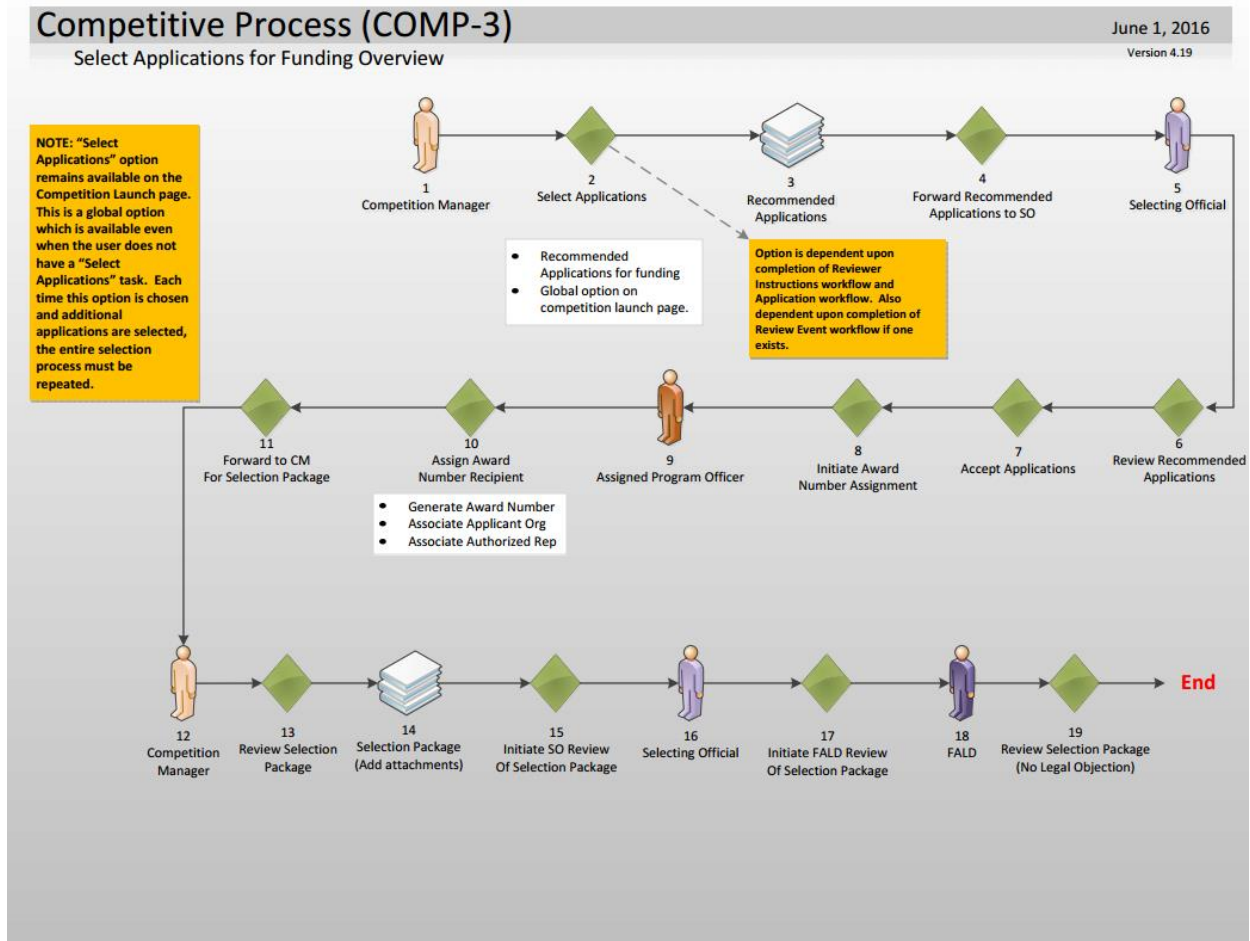 Competitive Process (COMP-3)
June 1, 2016
Select Applications for Funding Overview
Version 4.19
NOTE: “Select
Applications” option
remains available on the
Competition Launch page.
This is a global option
which is available even
when the user does not
have a “Select
Applications” task.  Each
time this option is chosen
and additional
applications are selected,
the entire selection
process must be
repeated.
1
Competition Manager
2
Select Applications
3
Recommended
Applications
4
Forward Recommended
Applications to SO
5
Selecting Official
• Recommended
Applications for funding
• Global option on
competition launch page.
Option is dependent upon
completion of Reviewer
Instructions workflow and
Application workflow.  Also
dependent upon completion of
Review Event workflow if one
exists.
11
Forward to CM
For Selection Package
10
Assign Award
Number Recipient
9
Assigned Program Officer
8
Initiate Award
Number Assignment
7
Accept Applications
6
Review Recommended
Applications
• Generate Award Number
• Associate Applicant Org
• Associate Authorized Rep
12
Competition
Manager
13
Review Selection
Package
14
Selection Package
(Add attachments)
15
Initiate SO Review
Of Selection Package
16
Selecting Official
17
Initiate FALD Review
Of Selection Package
18
FALD
19
Review Selection Package
(No Legal Objection)
End